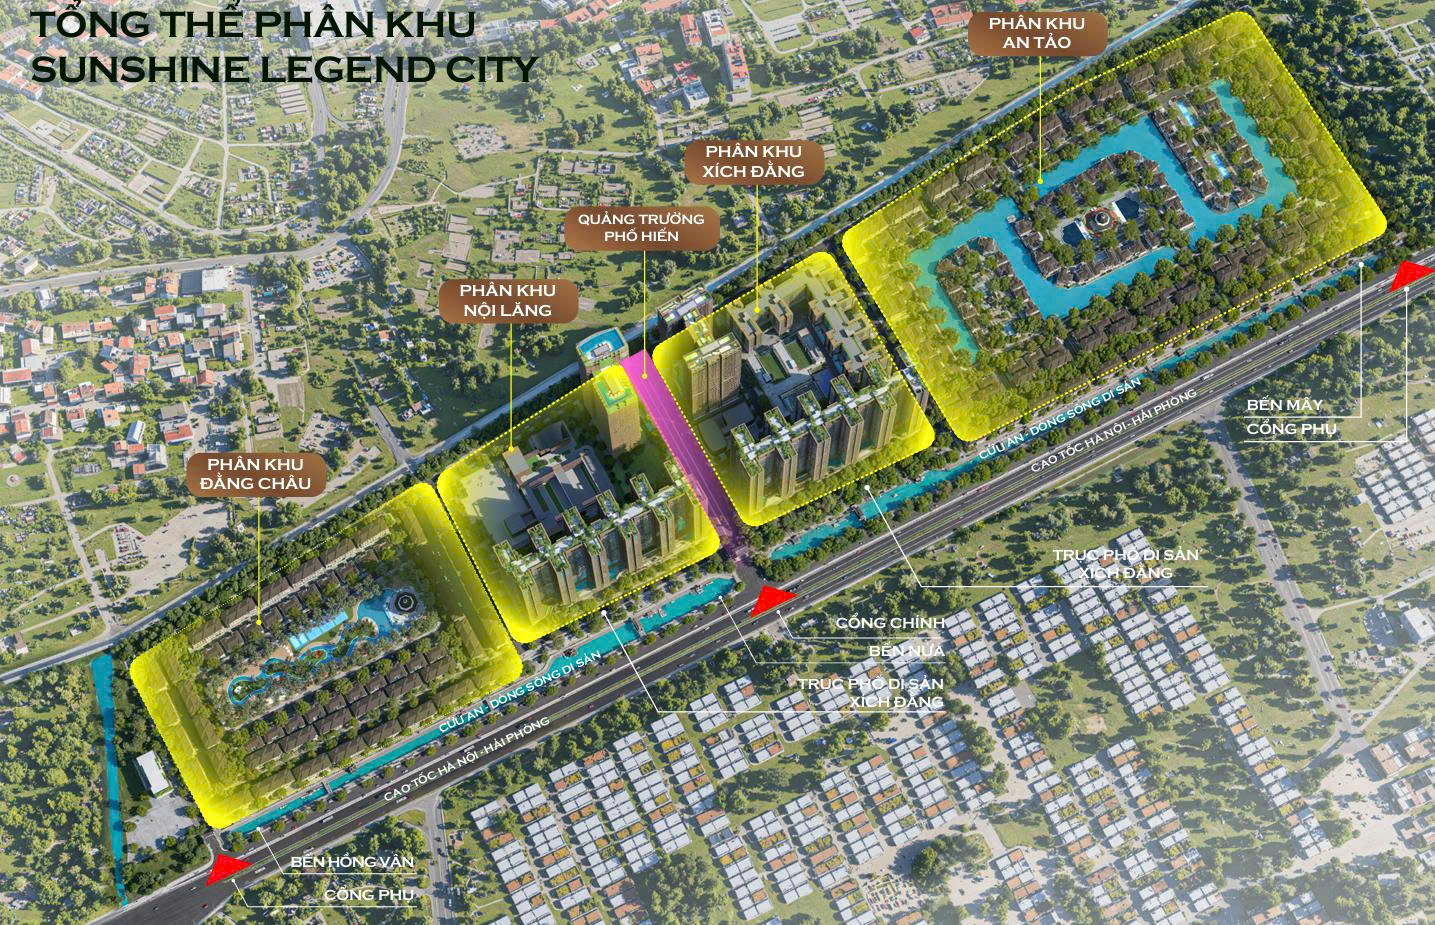 TỔNG THỂ PHÂN KHU
SUNSHINE LEGEND CITY
PHÂN KHU
AN TẢO
PHÂN KHU
XÍCH ĐẰNG
QUẢNG TRƯỜNG
PHỐ HIẾN
PHÂN KHU
NỘI LĂNG
PHÂN KHU
ĐẰNG CHÂU
BẾN MÂY
CỔNG PHỤ
CỬU AN - DÒNG SÔNG DI SẢN
CAO TỐC HÀ NỘI - HẢI PHÒNG
TRỤC PHỐ DI SẢN
XÍCH ĐẰNG
CỔNG CHÍNH
BẾN NỨA
TRỤC PHỐ DI SẢN
XÍCH ĐẰNG
CỬU AN - DÒNG SÔNG DI SẢN
CAO TỐC HÀ NỘI - HẢI PHÒNG
BẾN HỒNG VÂN
CỔNG PHỤ